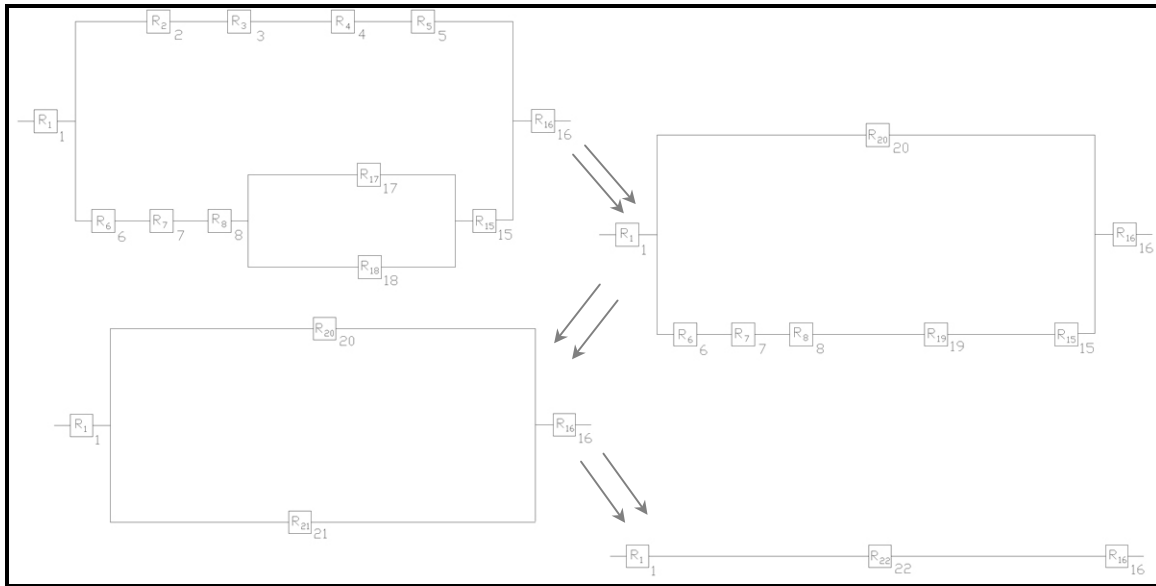 R₂ R₃ R₄ R₅
2 3 4 5
R₁ R₁₆
1 16
R₁₇
17
R₆ R₇ R₈ R₁₅
6 7 8 15
R₁₈
18
R₂₀
20
R₁ R₁₆
1 16
R₆ R₇ R₈ R₁₉ R₁₅
6 7 8 19 15
R₂₀
20
R₁ R₁₆
1 16
R₂₁
21
R₁ R₂₂ R₁₆
1 22 16